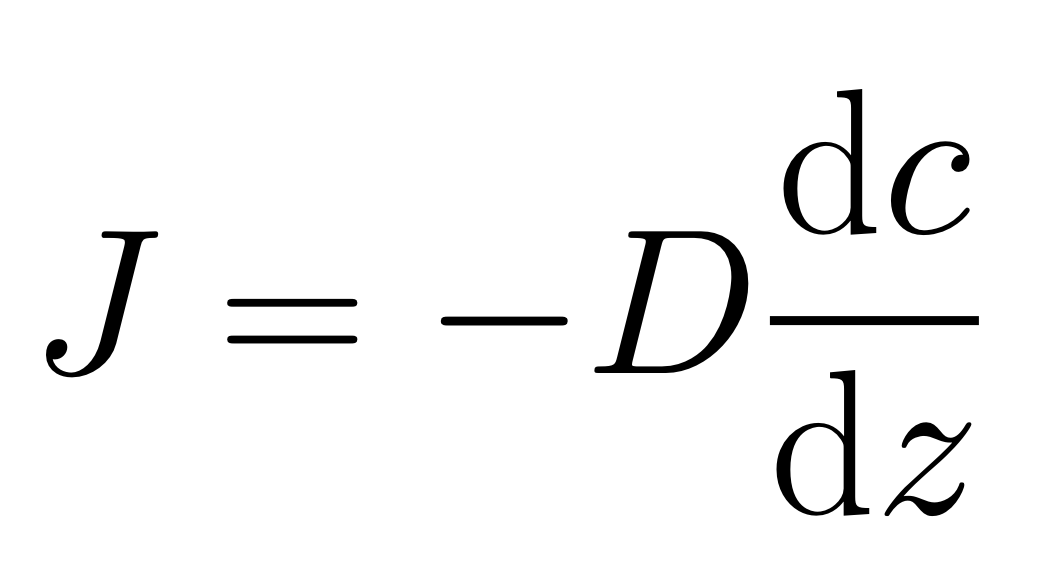 J = −D dc/dz